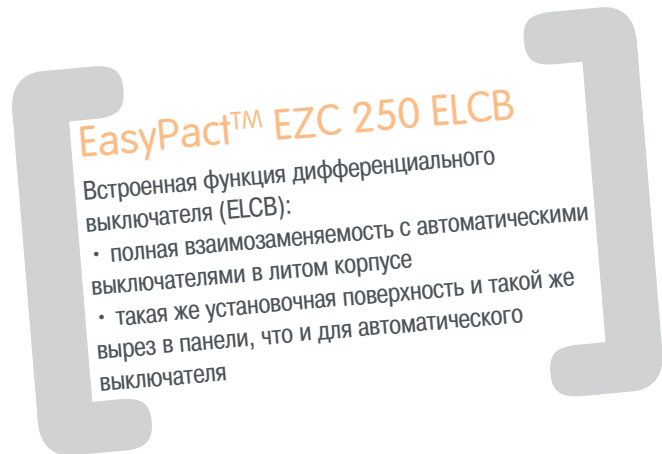 EasyPact™ EZC 250 ELCB
Встроенная функция дифференциального
выключателя (ELCB):
· полная взаимозаменяемость с автоматическими
выключателями в литом корпусе
· такая же установочная поверхность и такой же
вырез в панели, что и для автоматического
выключателя